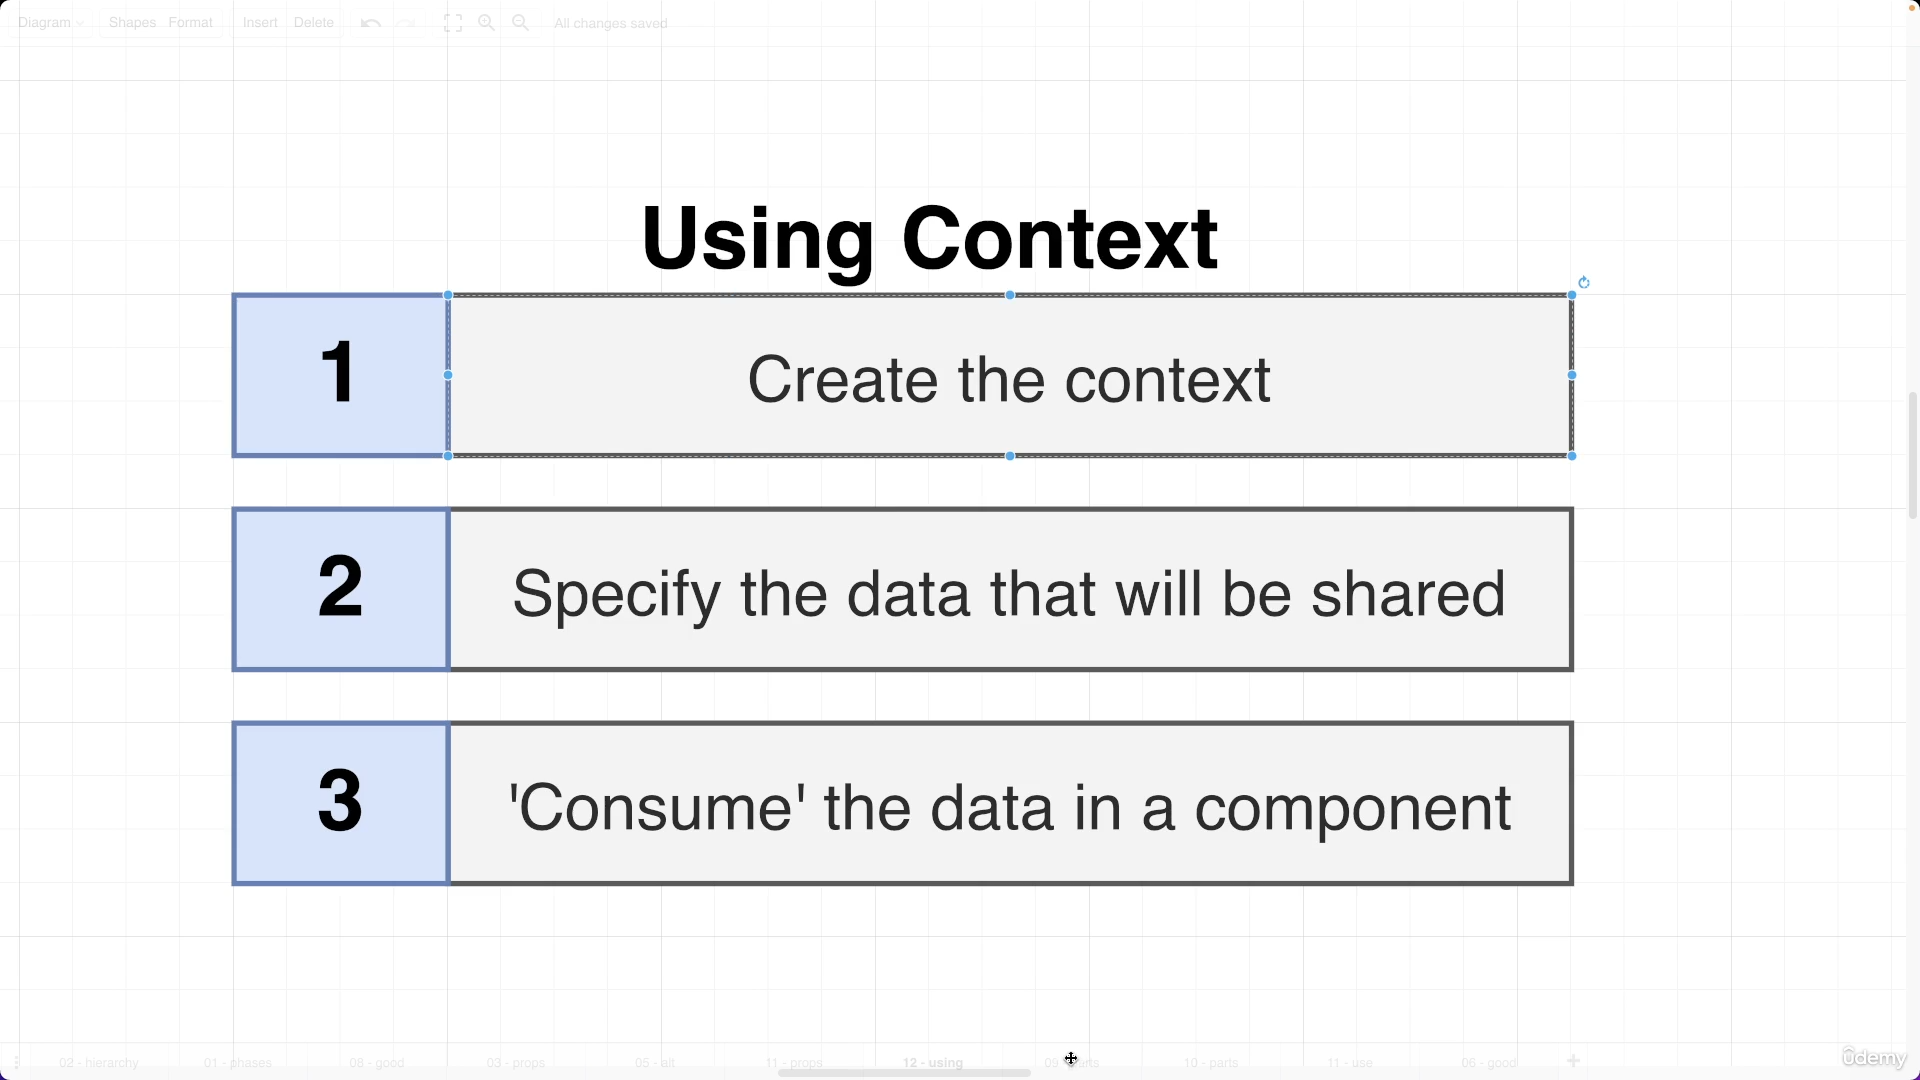 Diagram Shapes Format Insert Delete All changes saved
Using Context
1 Create the context
2 Specify the data that will be shared
3 'Consume' the data in a component
02 - hierarchy 01 - phases 08 - good 03 - props 05 - alt 11 - props 12 - using 09 - 10 - parts 11 - use 06 - good
ûdemy